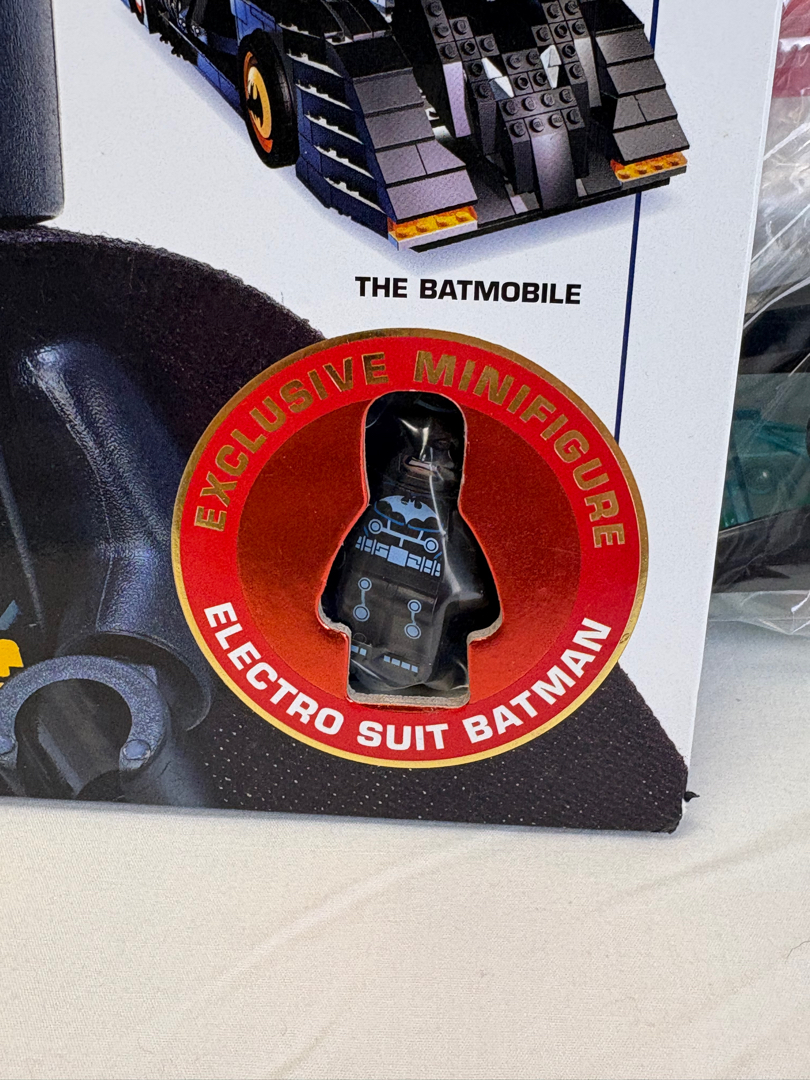 THE BATMOBILE
EXCLUSIVE MINIFIGURE
ELECTRO SUIT BATMAN